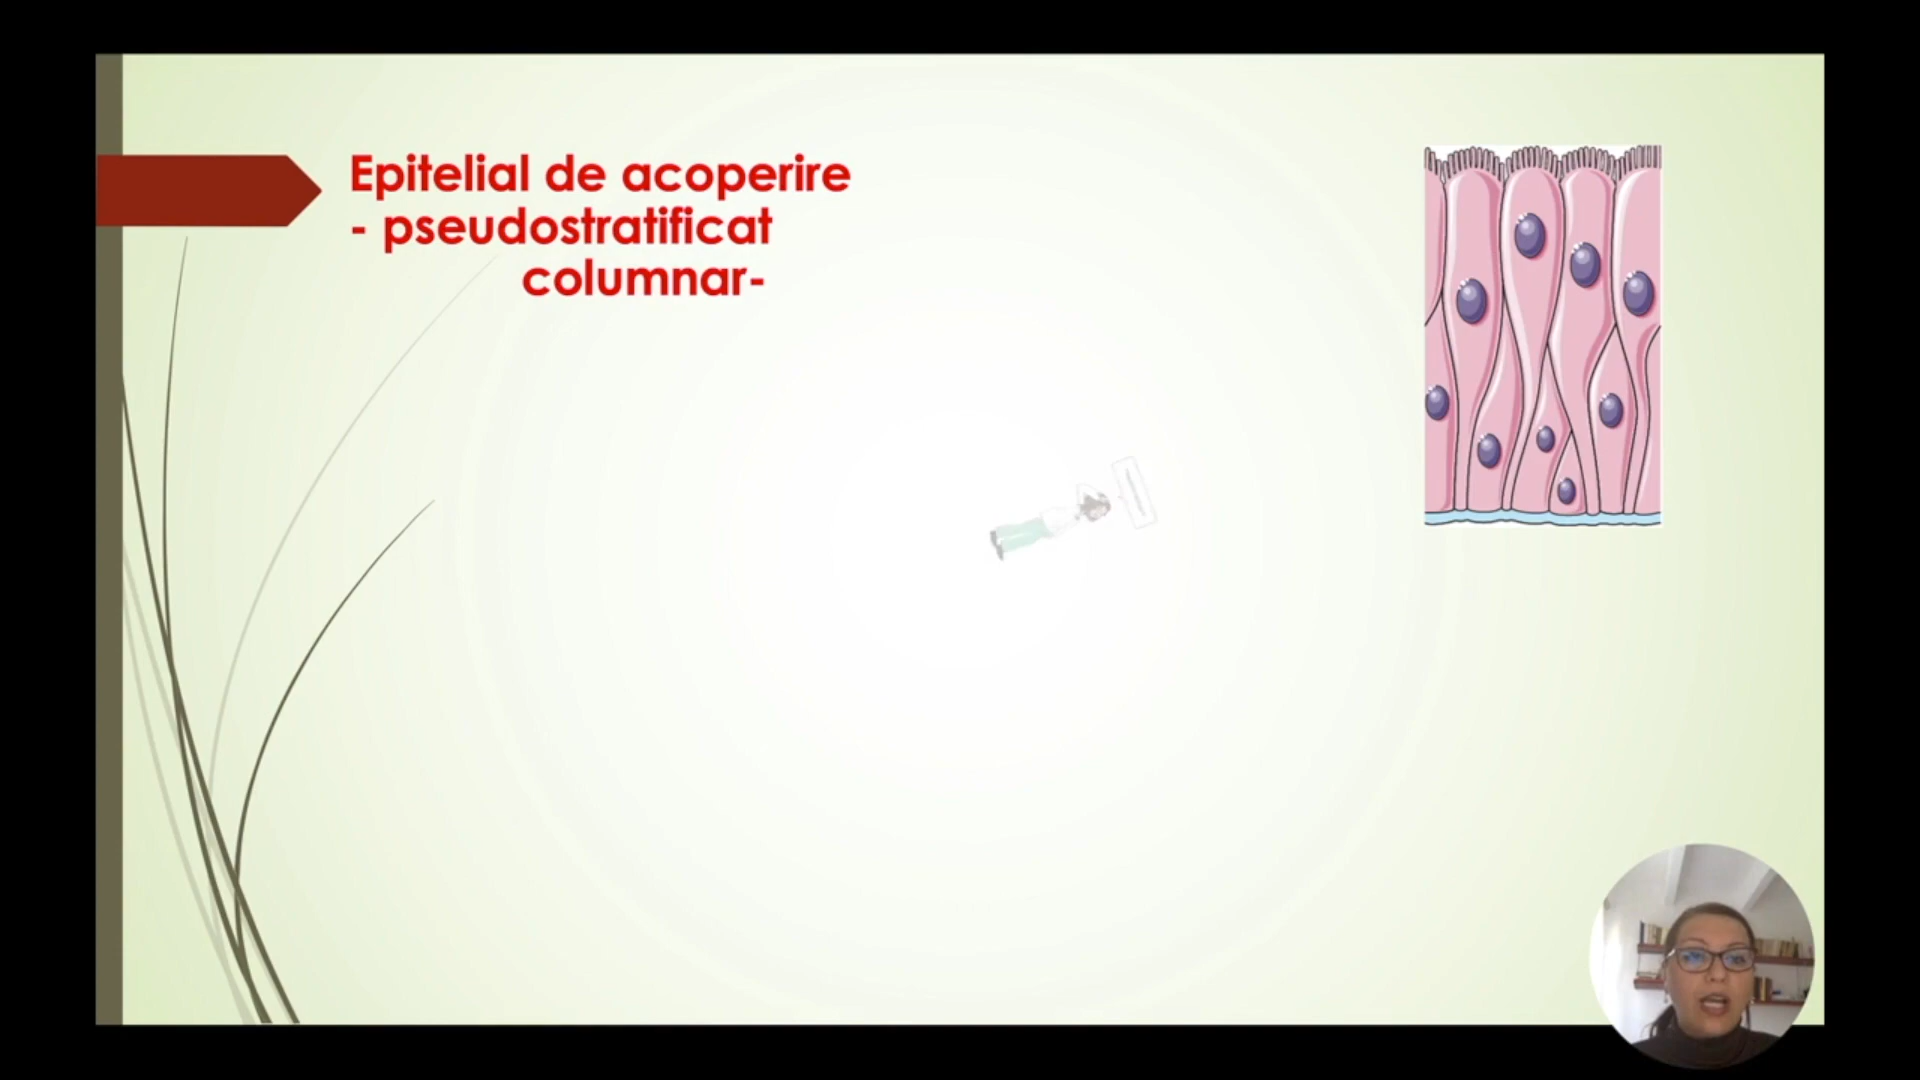 Epitelial de acoperire
- pseudostratificat
columnar-